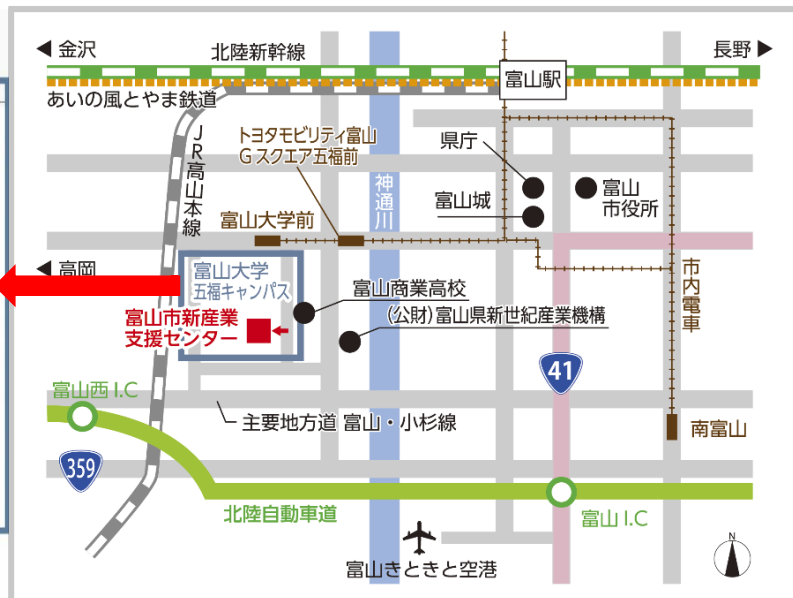 金沢
北陸新幹線
長野
富山駅
あいの風とやま鉄道
JR高山本線
トヨタモビリティ富山
G スクエア五福前
県庁
神通川
富山城
富山
市役所
富山大学前
高岡
富山大学
五福キャンパス
富山商業高校
(公財)富山県新世紀産業機構
富山市新産業
支援センター
市内電車
41
富山西 I.C
主要地方道 富山・小杉線
南富山
359
北陸自動車道
富山 I.C
富山きときと空港
N